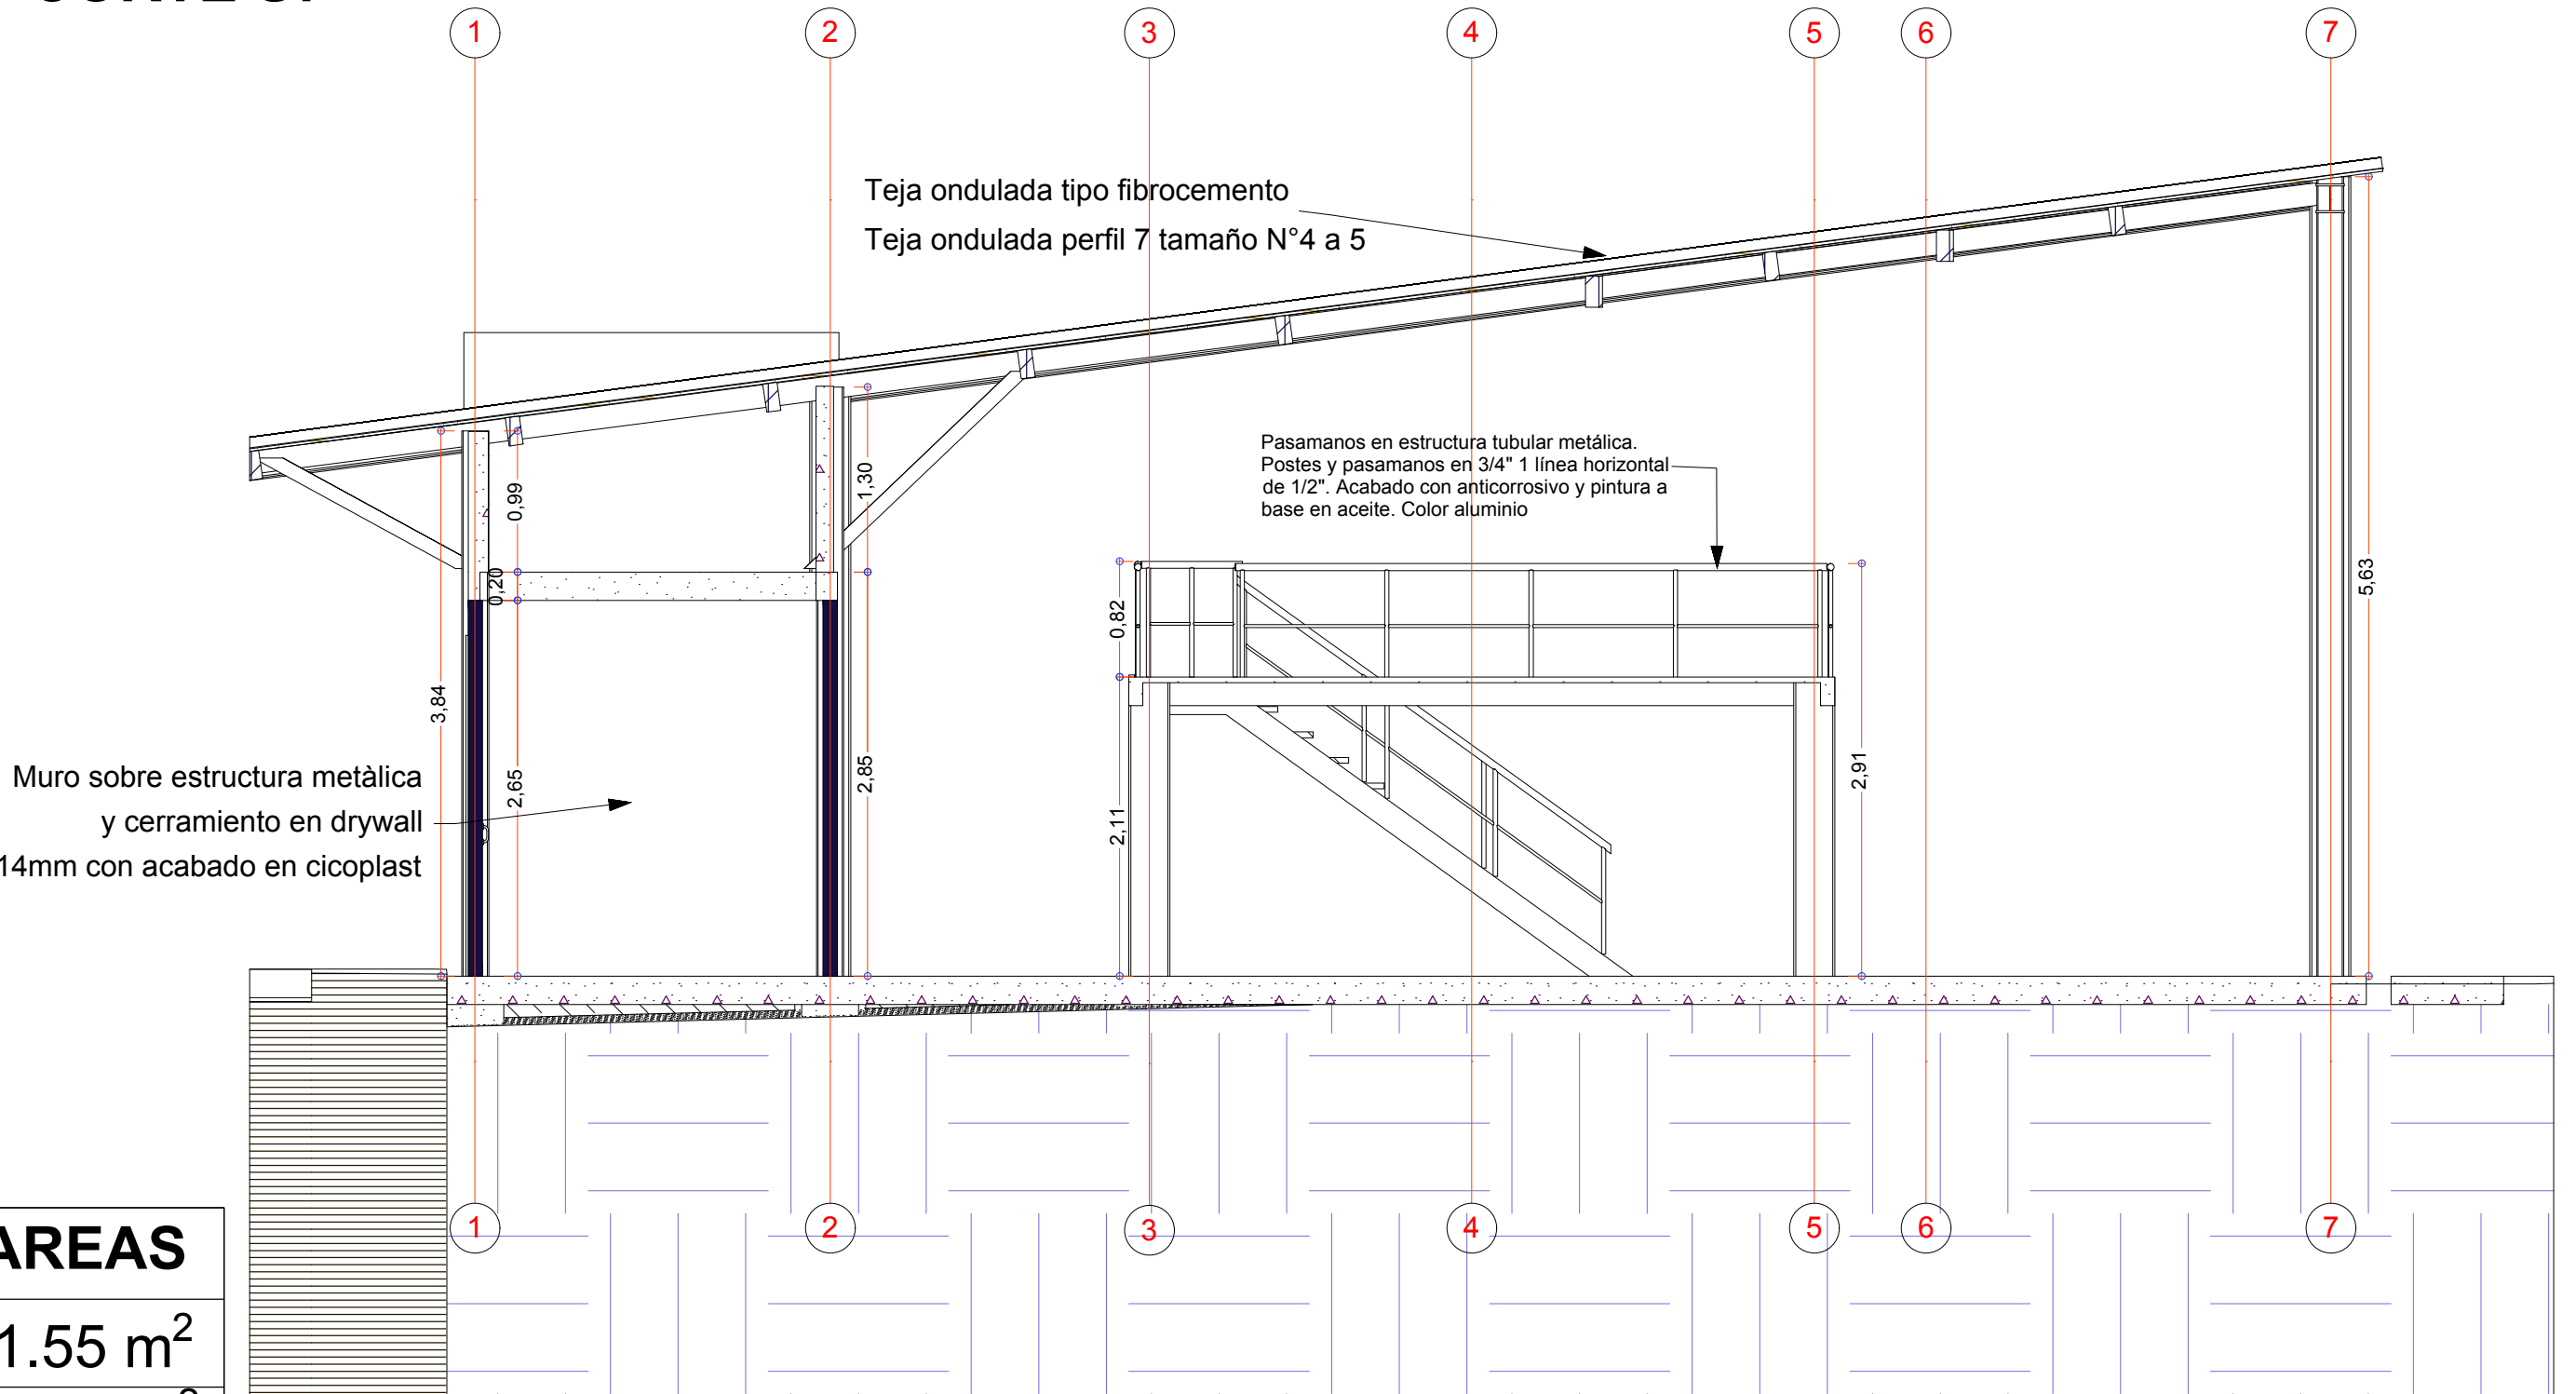 1 2 3 4 5 6 7
Teja ondulada tipo fibrocemento
Teja ondulada perfil 7 tamaño N°4 a 5
Pasamanos en estructura tubular metálica.
Postes y pasamanos en 3/4" 1 línea horizontal
de 1/2". Acabado con anticorrosivo y pintura a
base en aceite. Color aluminio
0,99
1,30
0,20
0,82
5,63
3,84
2,65
2,85
2,11
2,91
Muro sobre estructura metàlica
y cerramiento en drywall
14mm con acabado en cicoplast
1 2 3 4 5 6 7
AREAS
1.55 m²